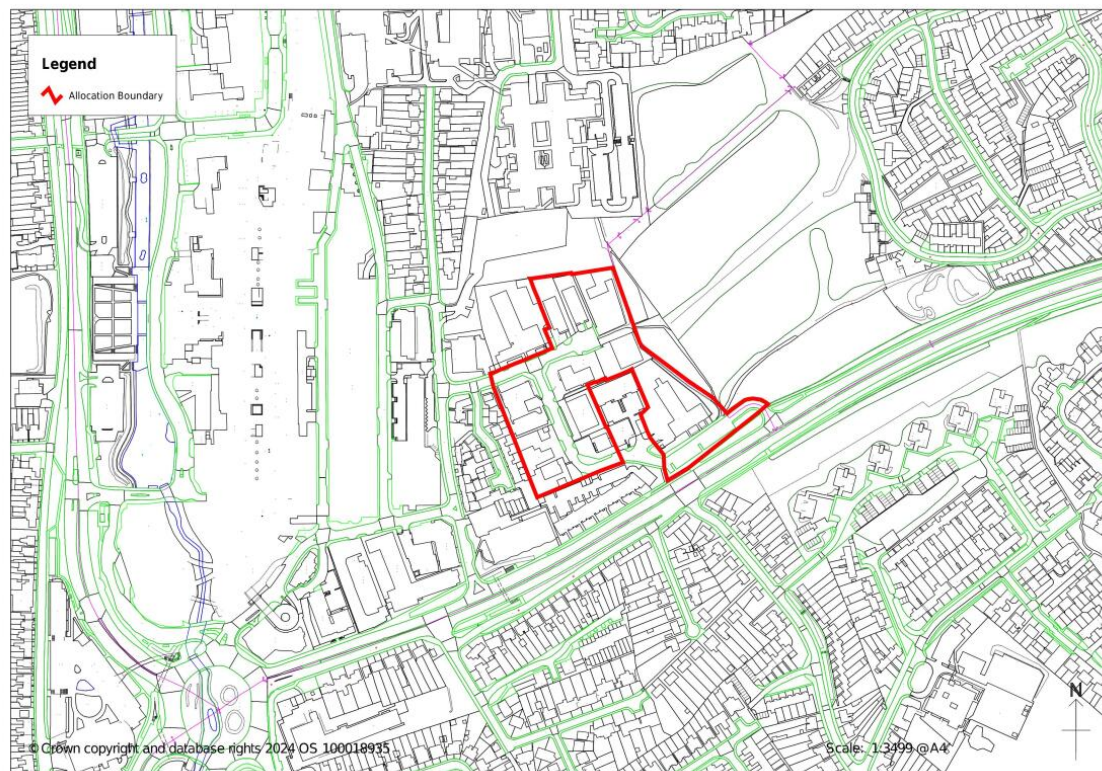 Legend
Allocation Boundary
N
© Crown copyright and database rights 2024 OS 100018935
Scale: 1:3499 @A4